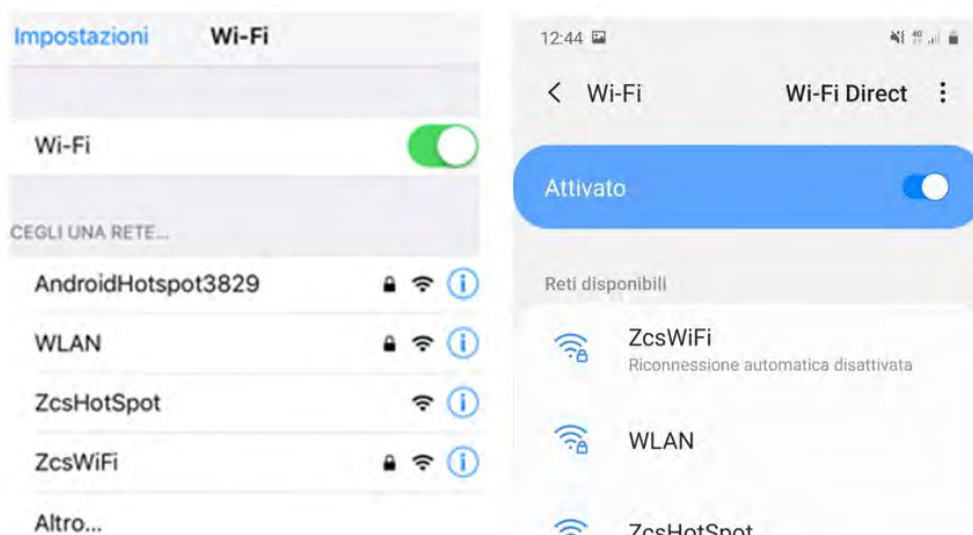 Impostazioni Wi-Fi
Wi-Fi
CEGLI UNA RETE...
AndroidHotspot3829
WLAN
ZcsHotSpot
ZcsWiFi
Altro...
12:44
Wi-Fi Wi-Fi Direct
Attivato
Reti disponibili
ZcsWiFi
Riconnessione automatica disattivata
WLAN
ZcsHotSpot